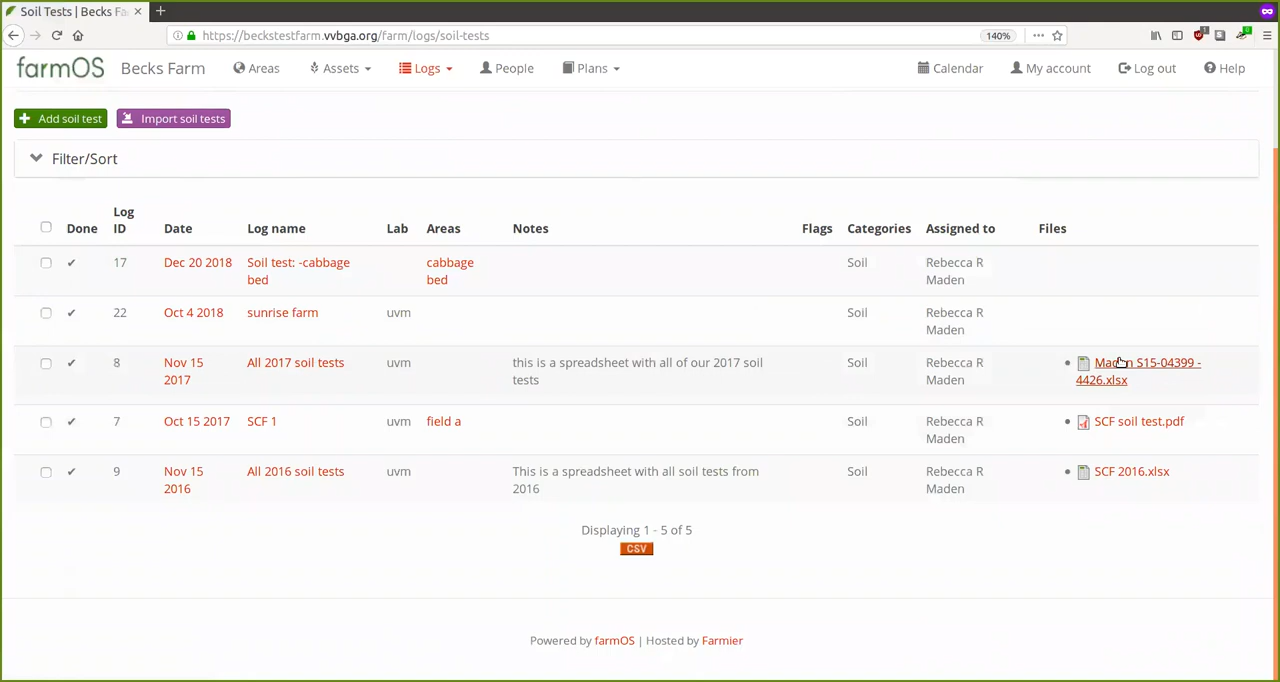 Soil Tests | Becks Fa
https://beckstestfarm.vvbga.org/farm/logs/soil-tests
140%
farmOS Becks Farm Areas Assets Logs People Plans Calendar My account Log out Help
Add soil test Import soil tests
Filter/Sort
Done Log ID Date Log name Lab Areas Notes Flags Categories Assigned to Files
17 Dec 20 2018 Soil test: -cabbage cabbage Soil Rebecca R
bed bed Maden
22 Oct 4 2018 sunrise farm uvm Soil Rebecca R
Maden
8 Nov 15 All 2017 soil tests uvm this is a spreadsheet with all of our 2017 soil Soil Rebecca R Maden S15-04399 -
2017 tests Maden 4426.xlsx
7 Oct 15 2017 SCF 1 uvm field a Soil Rebecca R SCF soil test.pdf
Maden
9 Nov 15 All 2016 soil tests uvm This is a spreadsheet with all soil tests from Soil Rebecca R SCF 2016.xlsx
2016 2016 Maden
Displaying 1 - 5 of 5
CSV
Powered by farmOS | Hosted by Farmier